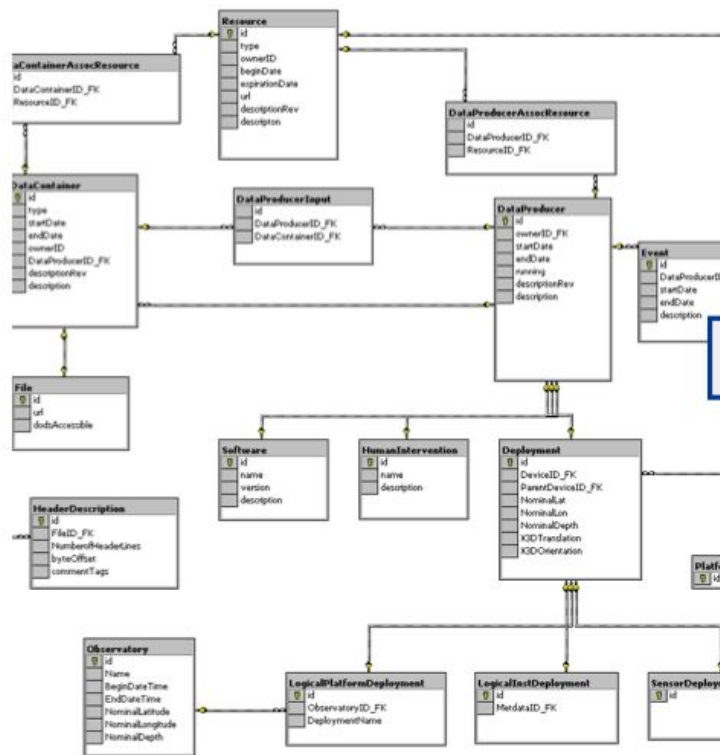 Resource
id
type
ownerID
beginDate
expirationDate
url
descriptionRev
descripton
aContainerAssocResource
id
DataContainerID_FK
ResourceID_FK
DataProducerAssocResource
id
DataProducerID_FK
ResourceID_FK
DataContainer
id
type
startDate
endDate
ownerID
DataProducerID_FK
descriptionRev
description
DataProducerInput
id
DataProducerID_FK
DataContainerID_FK
DataProducer
id
ownerID_FK
startDate
endDate
running
descriptionRev
description
Event
id
DataProducerI
startDate
endDate
description
File
id
url
dodsAccessible
Software
id
name
version
description
HumanIntervention
id
name
description
Deployment
id
DeviceID_FK
ParentDeviceID_FK
NominalLat
NominalLon
NominalDepth
X3DTranslation
X3DOrientation
HeaderDescription
id
FileID_FK
NumberofHeaderLines
byteOffset
commentTags
Platfo
id
Observatory
id
Name
BeginDateTime
EndDateTime
NominalLatitude
NominalLongitude
NominalDepth
LogicalPlatformDeployment
id
ObservatoryID_FK
DeploymentName
LogicalInstDeployment
id
MetdataID_FK
SensorDeploy
id